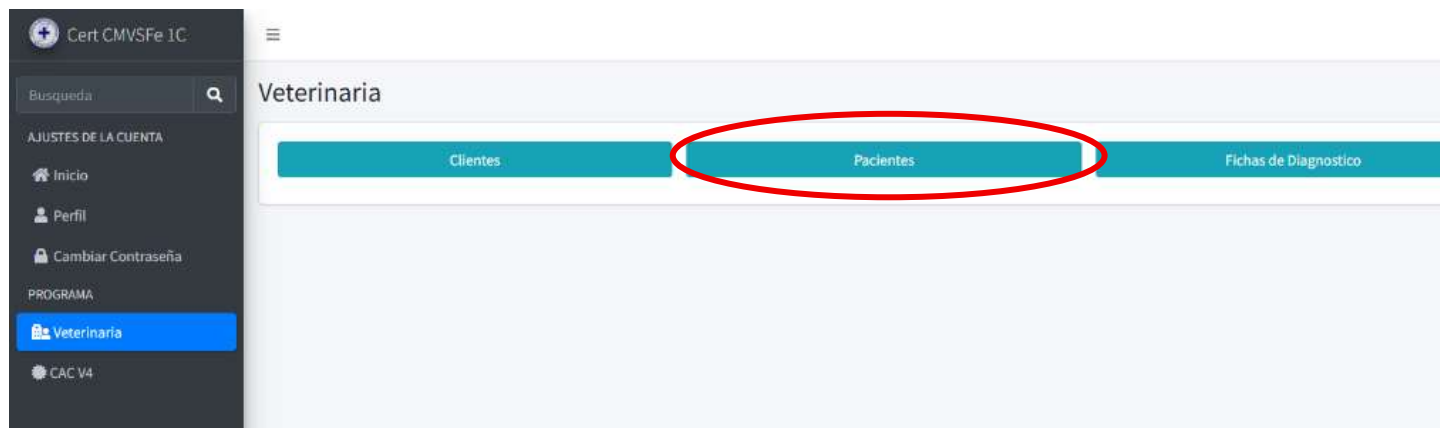 Cert CMVSFe 1C
Busqueda
AJUSTES DE LA CUENTA
Inicio
Perfil
Cambiar Contraseña
PROGRAMA
Veterinaria
CAC V4
Veterinaria
Clientes
Pacientes
Fichas de Diagnostico